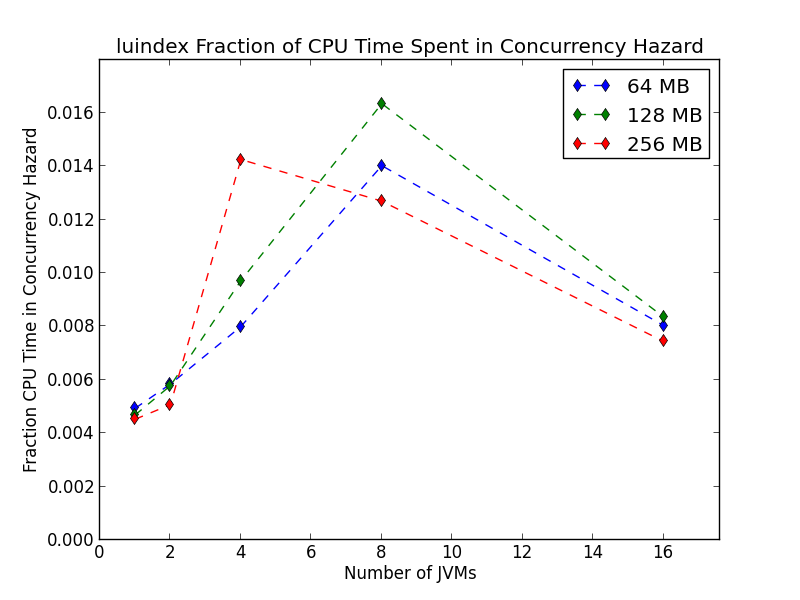 luindex Fraction of CPU Time Spent in Concurrency Hazard
64 MB
128 MB
256 MB
Fraction CPU Time in Concurrency Hazard
0.016
0.014
0.012
0.010
0.008
0.006
0.004
0.002
0.000
0 2 4 6 8 10 12 14 16
Number of JVMs